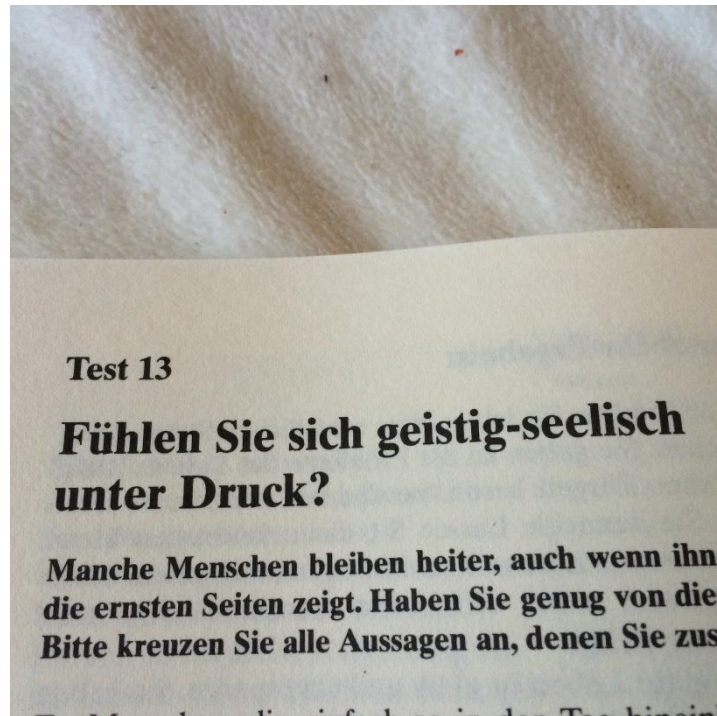 Test 13
Fühlen Sie sich geistig-seelisch
unter Druck?
Manche Menschen bleiben heiter, auch wenn ihn
die ernsten Seiten zeigt. Haben Sie genug von die
Bitte kreuzen Sie alle Aussagen an, denen Sie zus